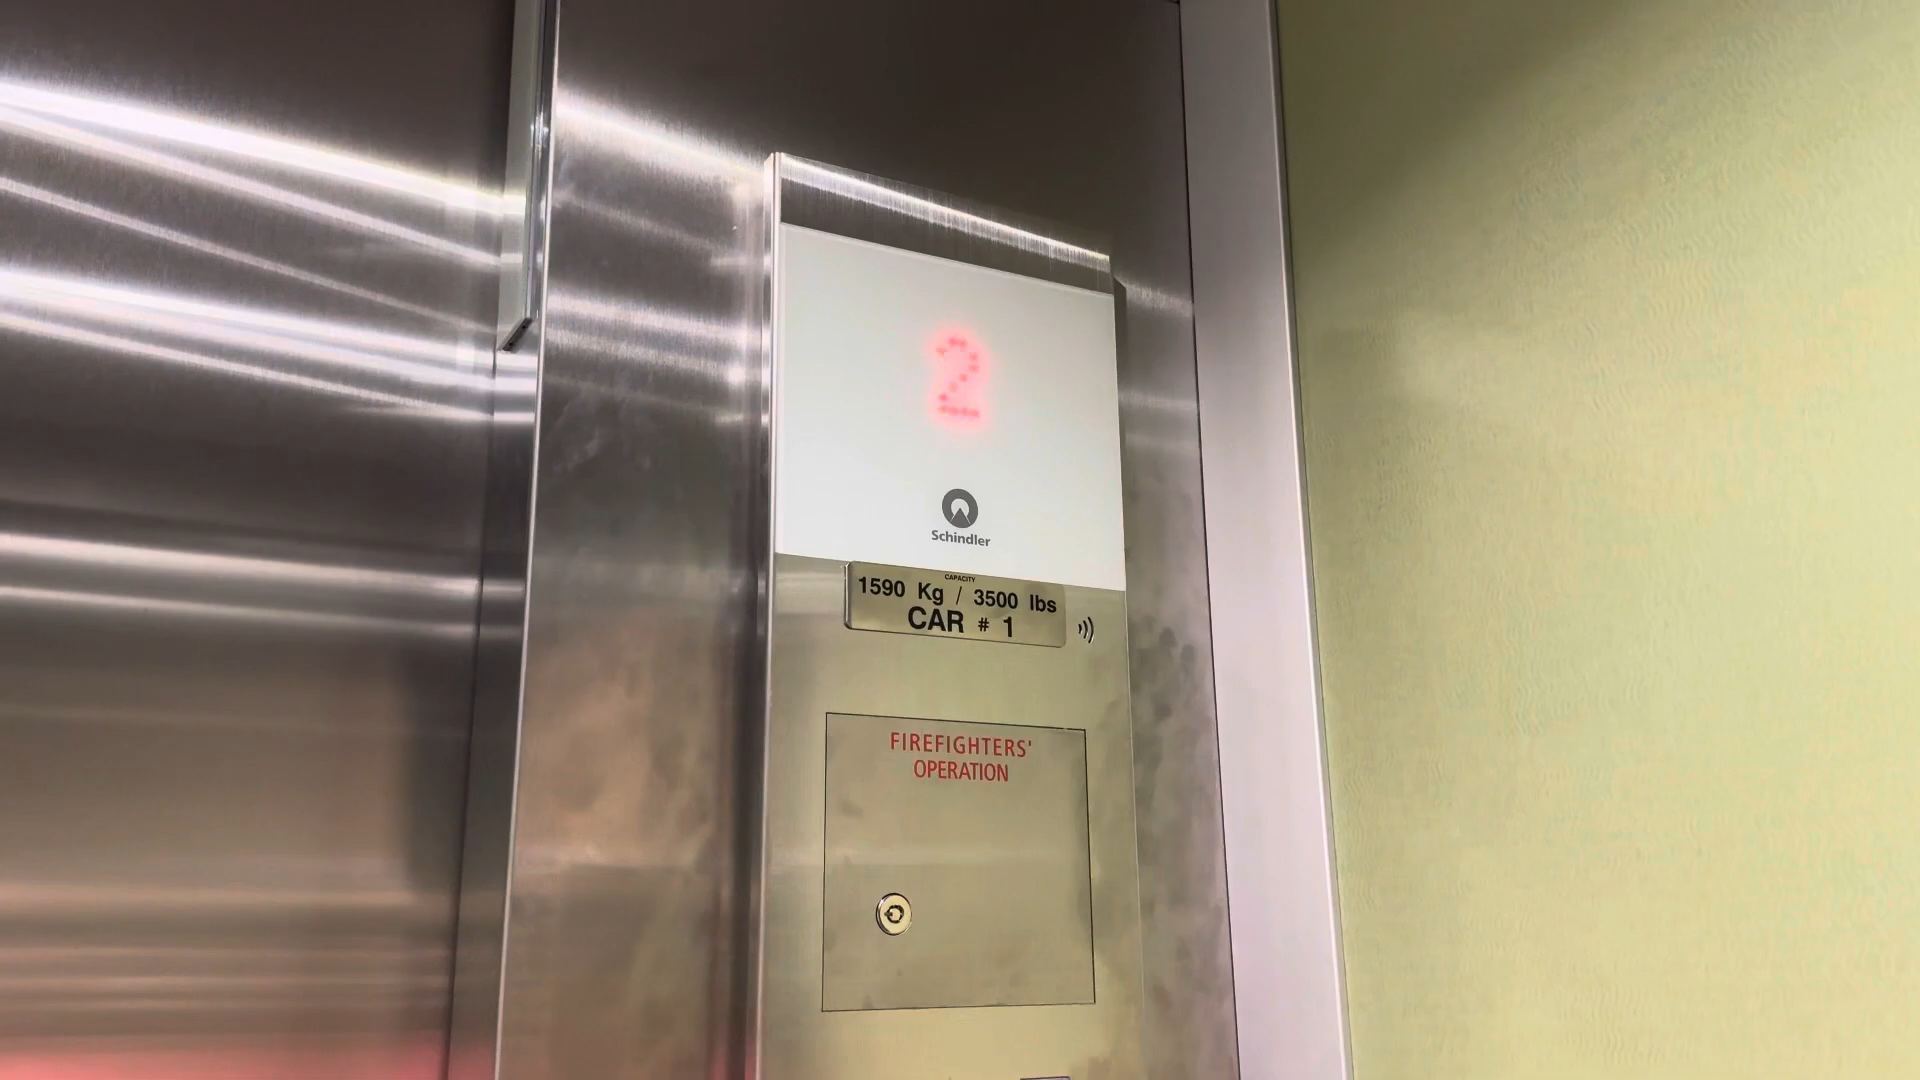 2
Schindler
CAPACITY
1590 Kg / 3500 lbs
CAR # 1
FIREFIGHTERS'
OPERATION